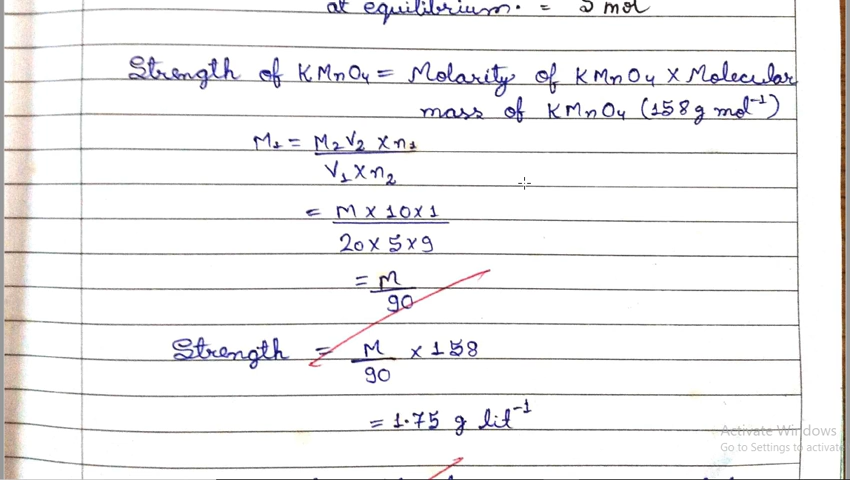 at equilibrium. = 5 mol
Strength of KMnO4 = Molarity of KMnO4 × Molecular
mass of KMnO4 (158 g mol⁻¹)
M1 = M2V2 × n1
V1 × n2
= M × 10 × 1
20 × 5 × 9
= M
90
Strength = M × 158
90
= 1.75 g lit⁻¹
Activate Windows
Go to Settings to activate